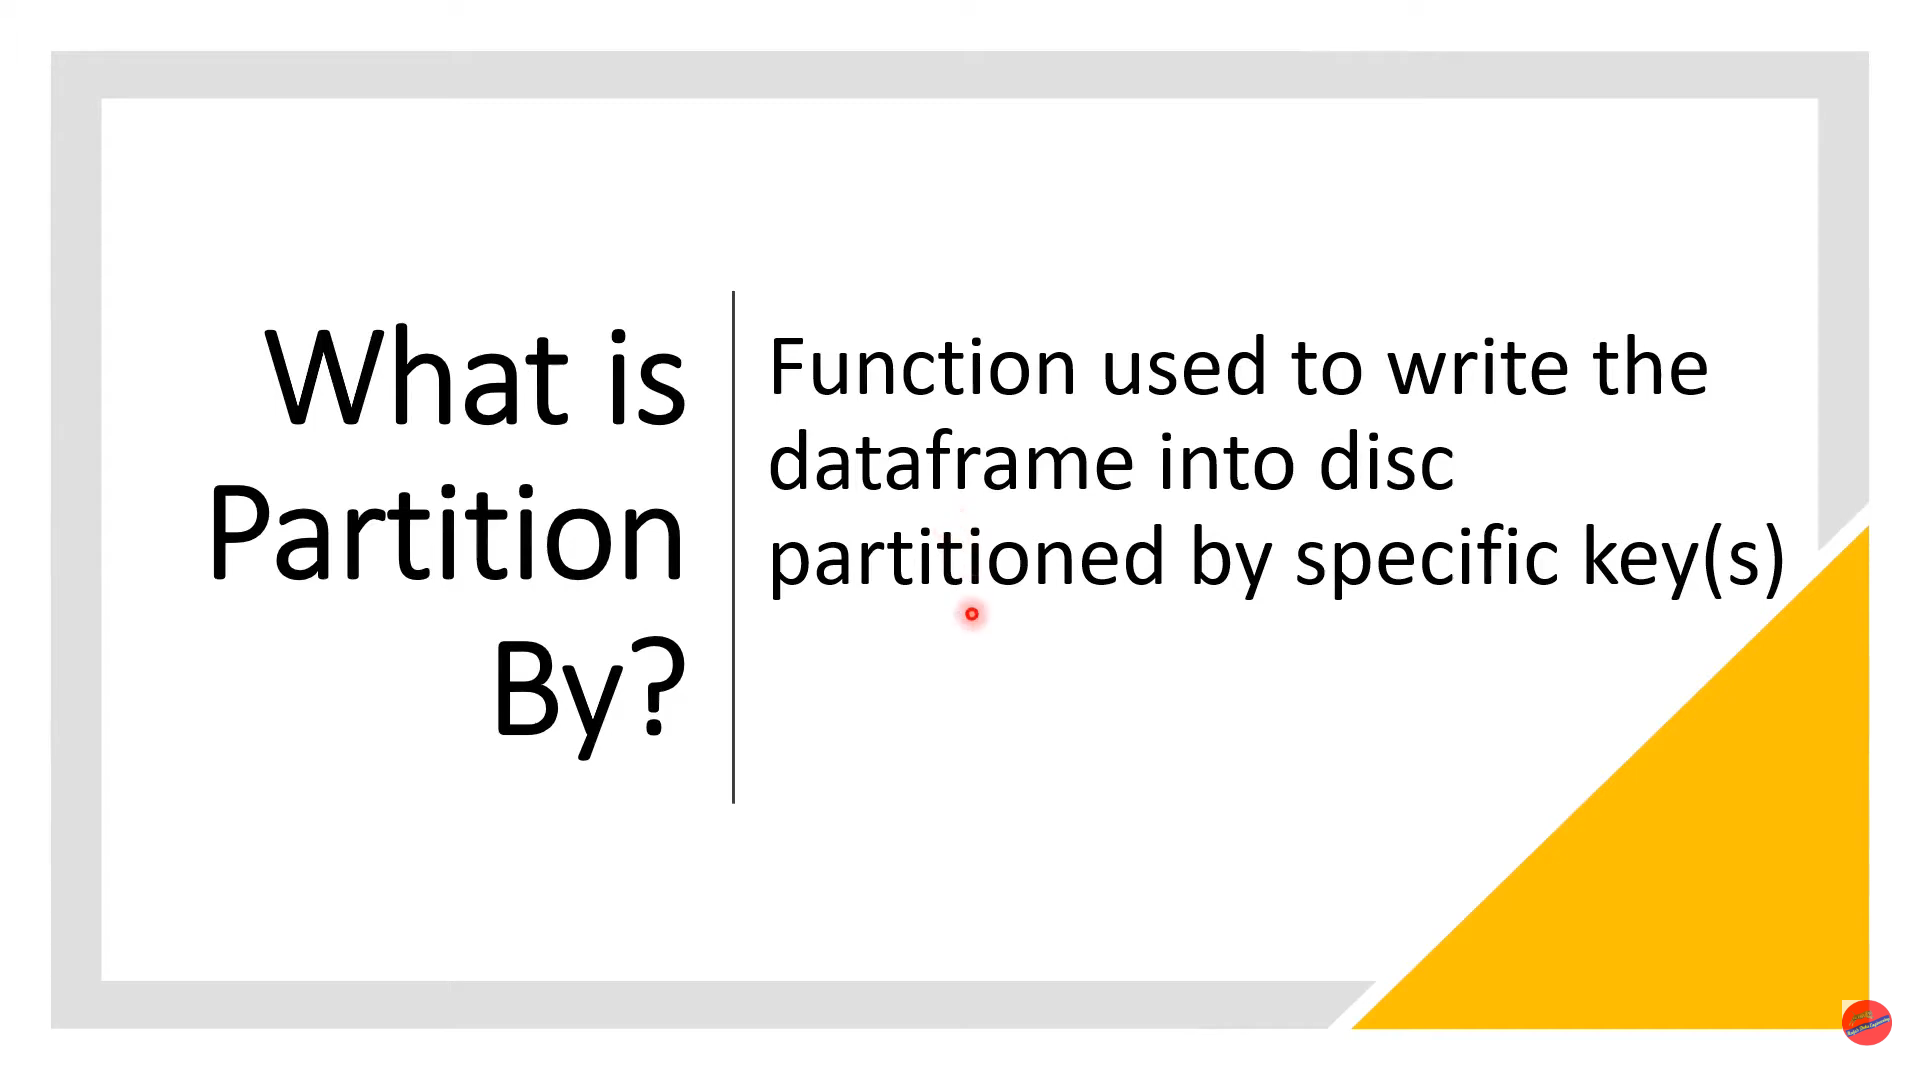 What is
Partition
By?
Function used to write the
dataframe into disc
partitioned by specific key(s)